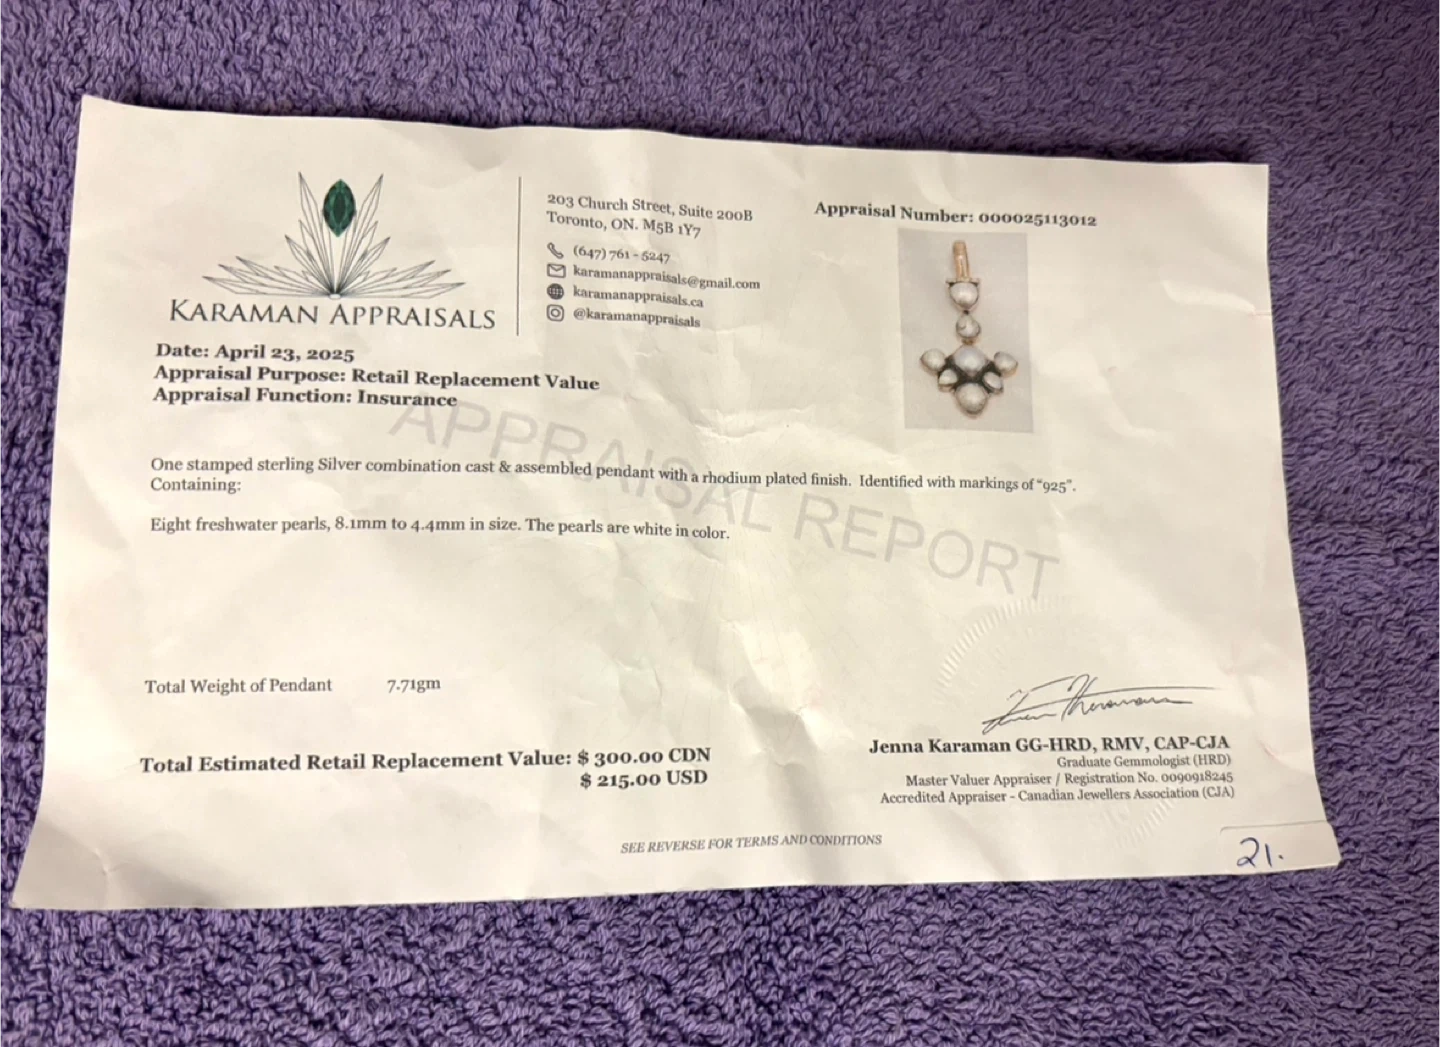 KARAMAN APPRAISALS
203 Church Street, Suite 200B
Toronto, ON. M5B 1Y7
(647) 761 - 5247
karamanappraisals@gmail.com
karamanappraisals.ca
@karamanappraisals
Appraisal Number: 000025113012
Date: April 23, 2025
Appraisal Purpose: Retail Replacement Value
Appraisal Function: Insurance
APPRAISAL REPORT
One stamped sterling Silver combination cast & assembled pendant with a rhodium plated finish. Identified with markings of “925”.
Containing:
Eight freshwater pearls, 8.1mm to 4.4mm in size. The pearls are white in color.
Total Weight of Pendant 7.71gm
Total Estimated Retail Replacement Value: $ 300.00 CDN
$ 215.00 USD
Jenna Karaman GG-HRD, RMV, CAP-CJA
Graduate Gemmologist (HRD)
Master Valuer Appraiser / Registration No. 0090918245
Accredited Appraiser - Canadian Jewellers Association (CJA)
SEE REVERSE FOR TERMS AND CONDITIONS
21.